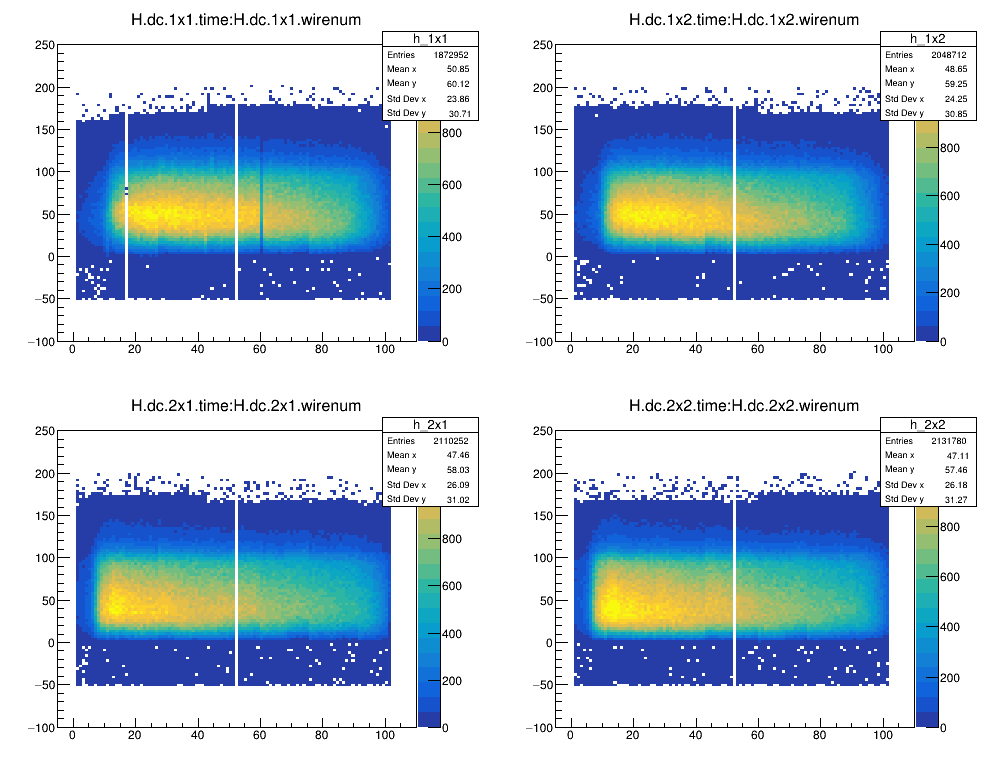 H.dc.1x1.time:H.dc.1x1.wirenum
h_1x1
Entries 1872952
Mean x 50.85
Mean y 60.12
Std Dev x 23.86
Std Dev y 30.71
250
200
150
100
50
0
−50
−100
0 20 40 60 80 100
800
600
400
200
0
H.dc.1x2.time:H.dc.1x2.wirenum
h_1x2
Entries 2048712
Mean x 48.65
Mean y 59.25
Std Dev x 24.25
Std Dev y 30.85
250
200
150
100
50
0
−50
−100
0 20 40 60 80 100
800
600
400
200
0
H.dc.2x1.time:H.dc.2x1.wirenum
h_2x1
Entries 2110252
Mean x 47.46
Mean y 58.03
Std Dev x 26.09
Std Dev y 31.02
250
200
150
100
50
0
−50
−100
0 20 40 60 80 100
800
600
400
200
0
H.dc.2x2.time:H.dc.2x2.wirenum
h_2x2
Entries 2131780
Mean x 47.11
Mean y 57.46
Std Dev x 26.18
Std Dev y 31.27
250
200
150
100
50
0
−50
−100
0 20 40 60 80 100
800
600
400
200
0